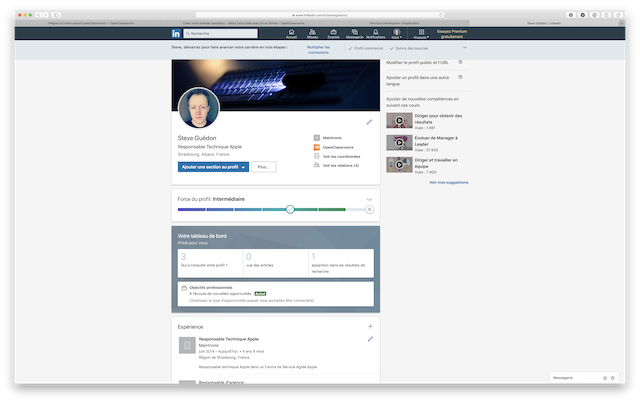 www.linkedin.com
in Recherche
Accueil Réseau Emplois Messagerie Notifications Vous Produits Essayez Premium gratuitement
Steve, démarrez pour faire avancer votre carrière en trois étapes :
Multiplier les connexions
Profil commencé
Suivre des sources
Modifier le profil public et l'URL
Ajouter un profil dans une autre langue
Ajoutez de nouvelles compétences en suivant ces cours
Diriger pour obtenir des résultats
Vues : 1 461
Évoluer de Manager à Leader
Diriger et travailler en équipe
Vues : 7 403
Voir mes suggestions
Steve Guédon
Responsable Technique Apple
Strasbourg, Alsace, France
Ajouter une section au profil
Plus...
Maintronic
OpenClassrooms
Voir les coordonnées
Voir les relations (4)
Force du profil: Intermédiaire
Votre tableau de bord
Privé pour vous
3
Qui a consulté votre profil ?
0
vue des articles
1
apparition dans les résultats de recherche
Objectifs professionnels
À l'écoute de nouvelles opportunités :
Choisissez le type d'opportunités auquel vous souhaitez être connecté(e)
Expérience
Responsable Technique Apple
Maintronic
juin 2014 – Aujourd'hui • 4 ans 4 mois
Région de Strasbourg, France
Responsable technique Apple dans un Centre de Service Agréé Apple
Responsable d'agence
Messagerie